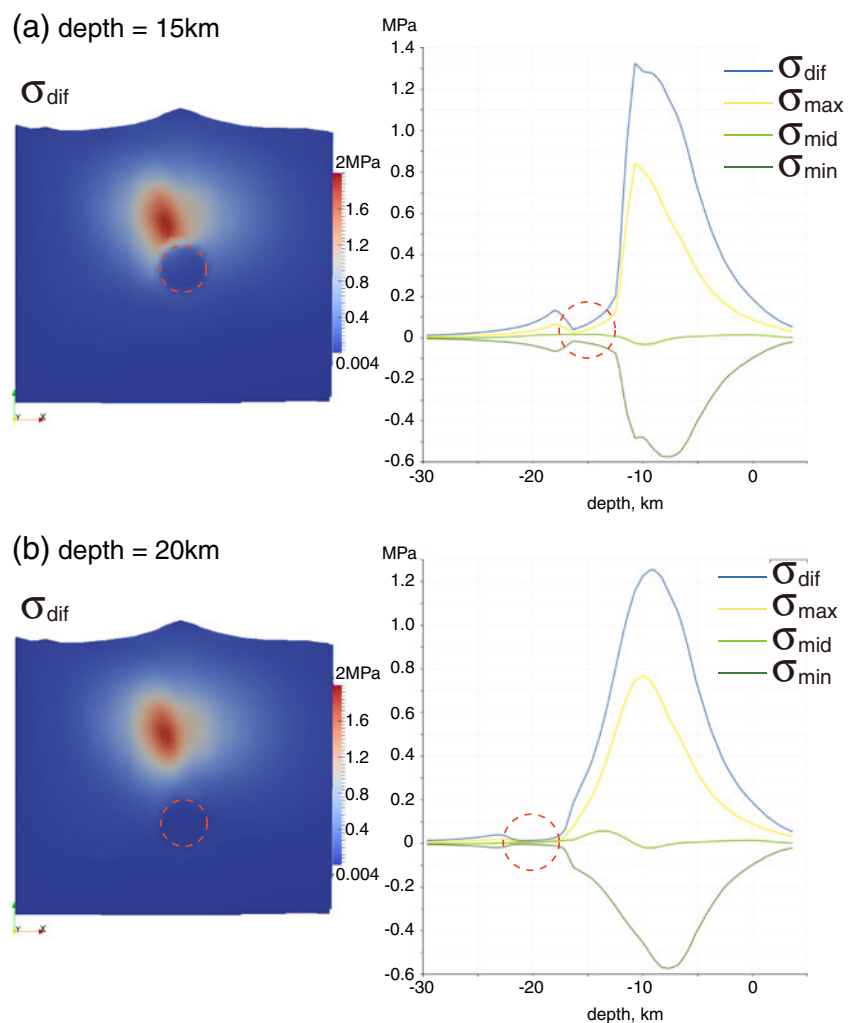 (a) depth = 15km
σdif
2MPa
1.6
1.2
0.8
0.4
0.004
Y X
MPa
1.4
1.2
1.0
0.8
0.6
0.4
0.2
0
-0.2
-0.4
-0.6
-30 -20 -10 0
depth, km
σdif
σmax
σmid
σmin
(b) depth = 20km
σdif
2MPa
1.6
1.2
0.8
0.4
0.004
Y X
MPa
1.2
1.0
0.8
0.6
0.4
0.2
0
-0.2
-0.4
-0.6
-30 -20 -10 0
depth, km
σdif
σmax
σmid
σmin